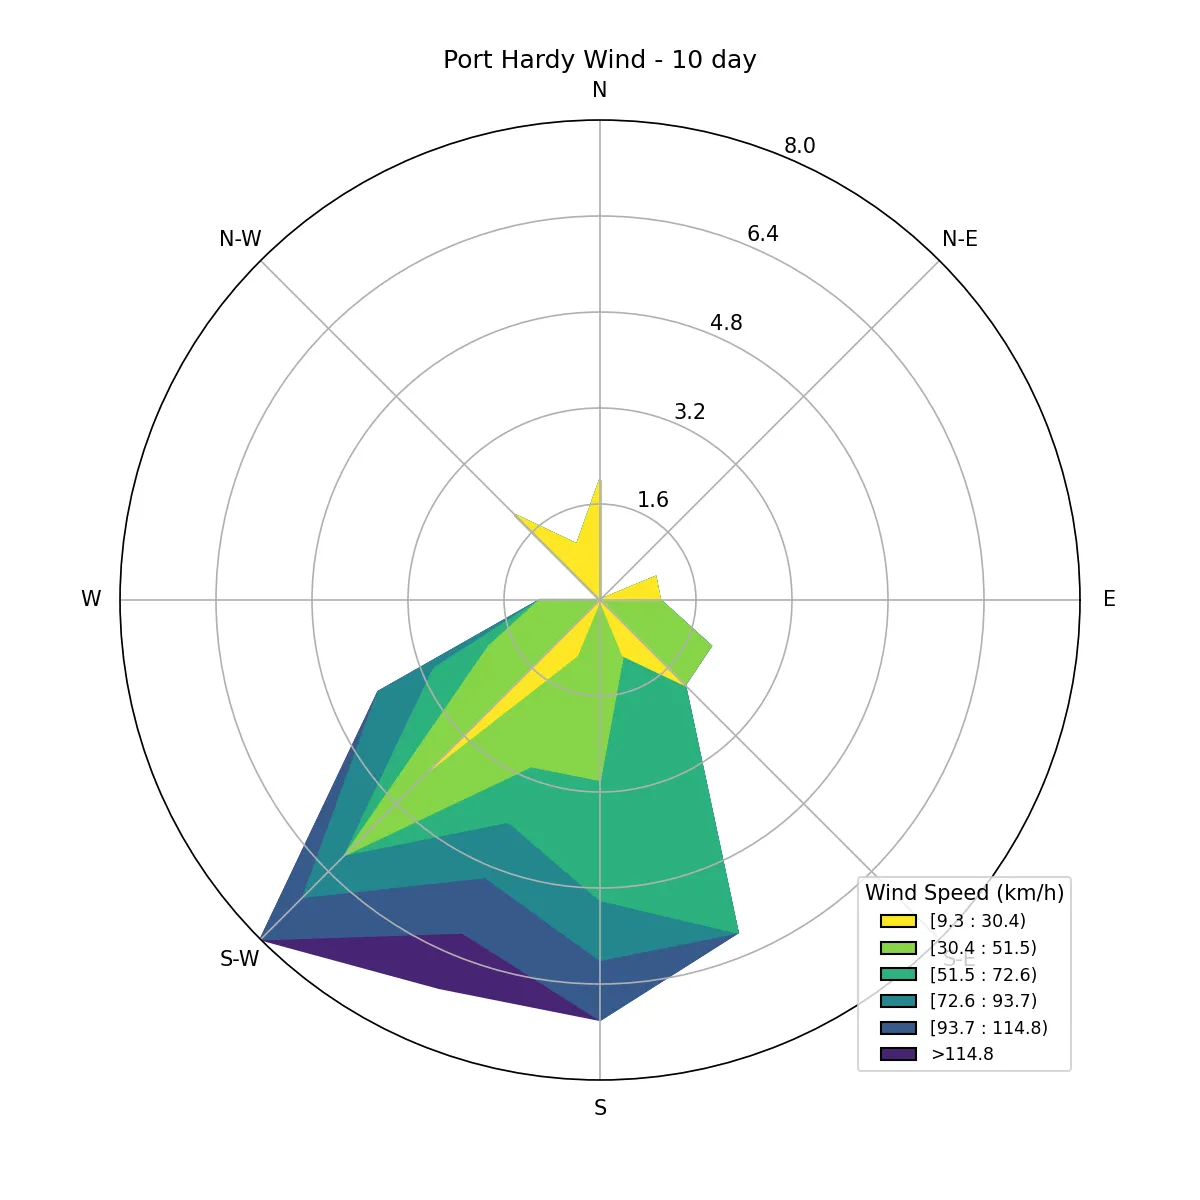 Port Hardy Wind - 10 day
N
8.0
N-W
N-E
6.4
4.8
3.2
1.6
W
E
Wind Speed (km/h)
[9.3 : 30.4)
[30.4 : 51.5)
S-W
S-E
[51.5 : 72.6)
[72.6 : 93.7)
[93.7 : 114.8)
>114.8
S